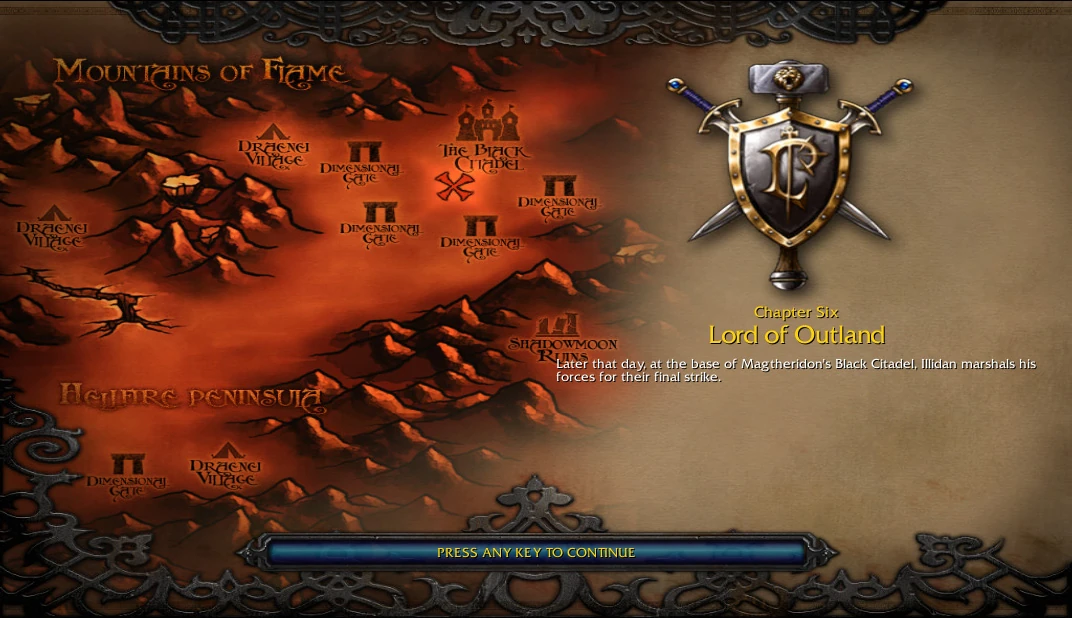 MOUNTAINS OF FLAME
DRAENEI
VILLAGE
DIMENSIONAL
GATE
THE BLACK
CITADEL
DIMENSIONAL
GATE
DRAENEI
VILLAGE
DIMENSIONAL
GATE
DIMENSIONAL
GATE
SHADOWMOON
RUINS
HELLFIRE PENINSULA
DIMENSIONAL
GATE
DRAENEI
VILLAGE
Chapter Six
Lord of Outland
Later that day, at the base of Magtheridon's Black Citadel, Illidan marshals his
forces for their final strike.
PRESS ANY KEY TO CONTINUE